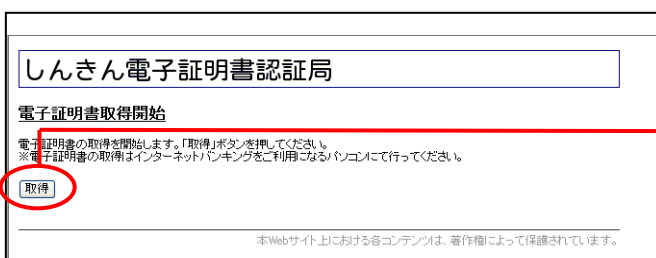 しんきん電子証明書認証局
電子証明書取得開始
電子証明書の取得を開始します。「取得」ボタンを押してください。
※電子証明書の取得はインターネットバンキングをご利用になるパソコンにて行ってください。
取得
本Webサイト上における各コンテンツは、著作権によって保護されています。